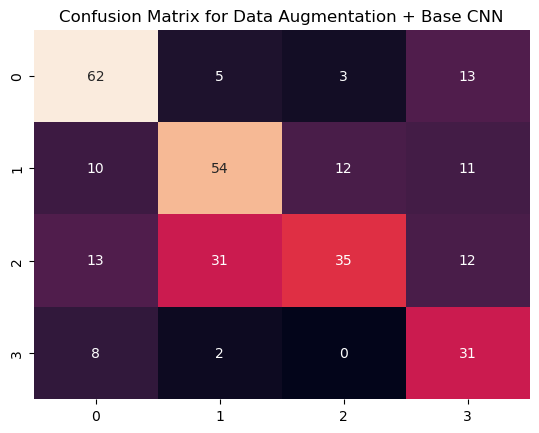 Confusion Matrix for Data Augmentation + Base CNN
0 62 5 3 13
1 10 54 12 11
2 13 31 35 12
3 8 2 0 31
0 1 2 3